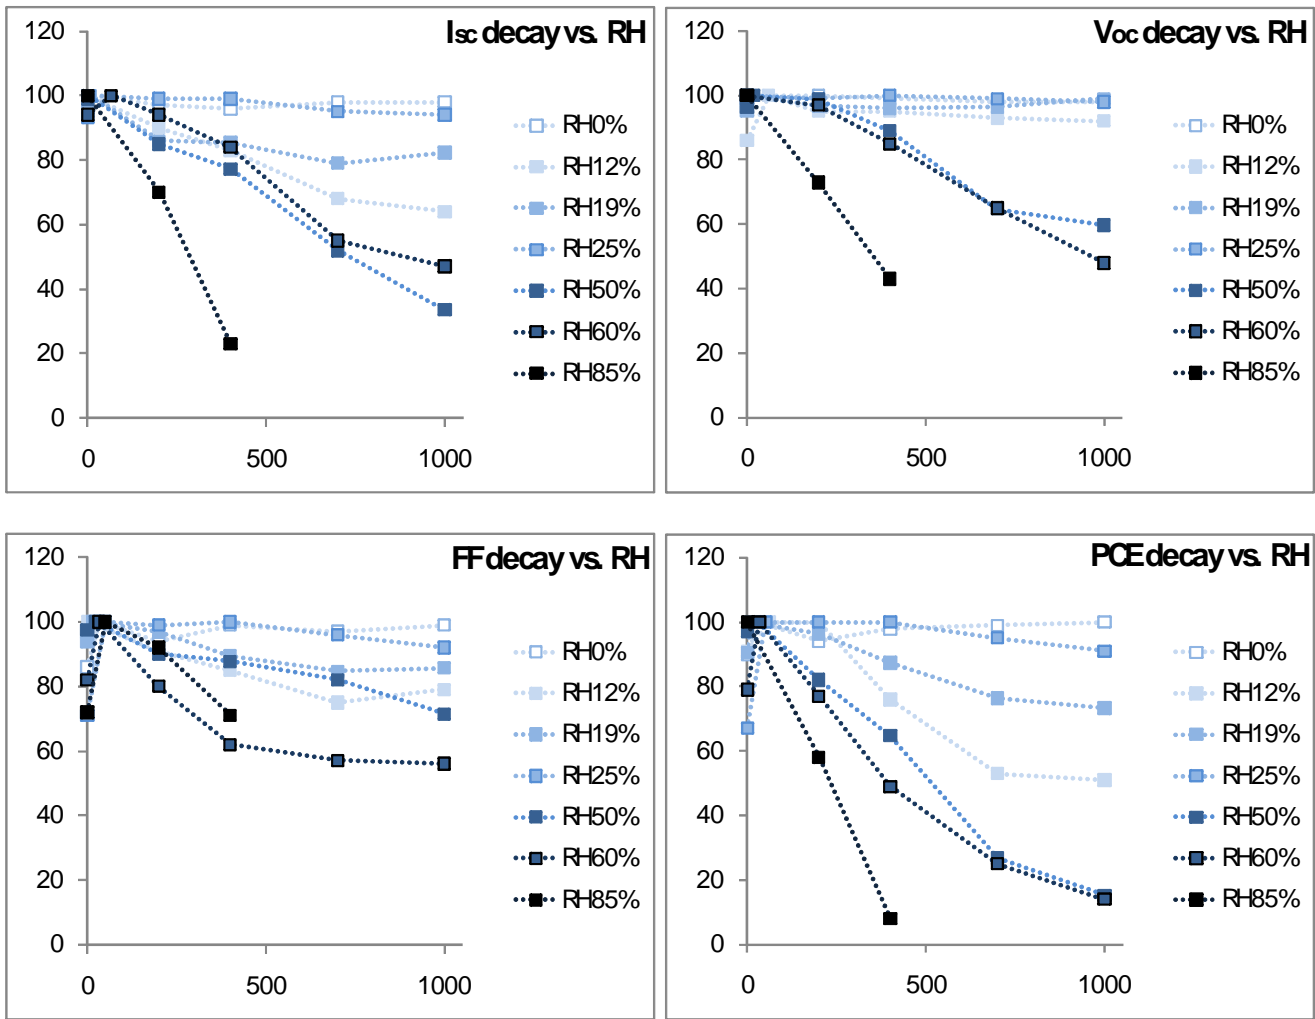 Isc decay vs. RH
120
100
80
60
40
20
0
0 500 1000
RH0%
RH12%
RH19%
RH25%
RH50%
RH60%
RH85%
Voc decay vs. RH
120
100
80
60
40
20
0
0 500 1000
RH0%
RH12%
RH19%
RH25%
RH50%
RH60%
RH85%
FF decay vs. RH
120
100
80
60
40
20
0
0 500 1000
RH0%
RH12%
RH19%
RH25%
RH50%
RH60%
RH85%
PCE decay vs. RH
120
100
80
60
40
20
0
0 500 1000
RH0%
RH12%
RH19%
RH25%
RH50%
RH60%
RH85%